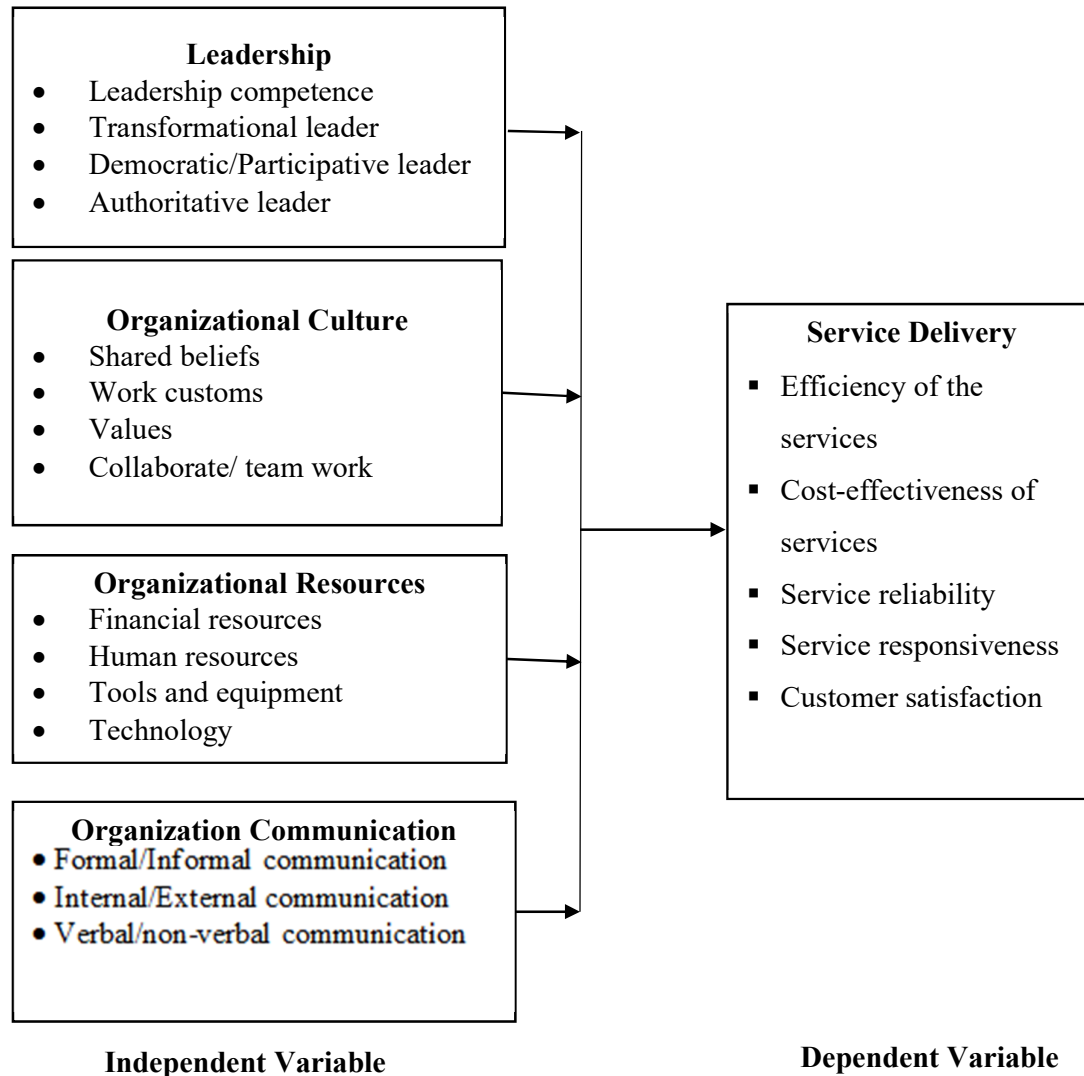 Leadership
• Leadership competence
• Transformational leader
• Democratic/Participative leader
• Authoritative leader
Organizational Culture
• Shared beliefs
• Work customs
• Values
• Collaborate/ team work
Organizational Resources
• Financial resources
• Human resources
• Tools and equipment
• Technology
Organization Communication
• Formal/Informal communication
• Internal/External communication
• Verbal/non-verbal communication
Independent Variable
Service Delivery
▪ Efficiency of the
services
▪ Cost-effectiveness of
services
▪ Service reliability
▪ Service responsiveness
▪ Customer satisfaction
Dependent Variable